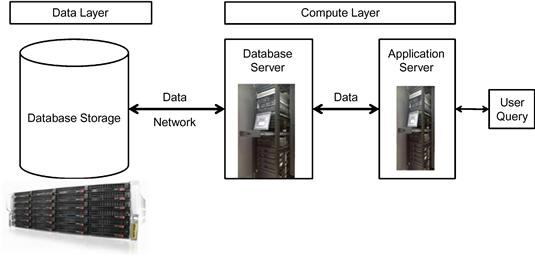 Data Layer
Compute Layer
Database
Server
Application
Server
Data
Data
Database Storage
Network
User
Query